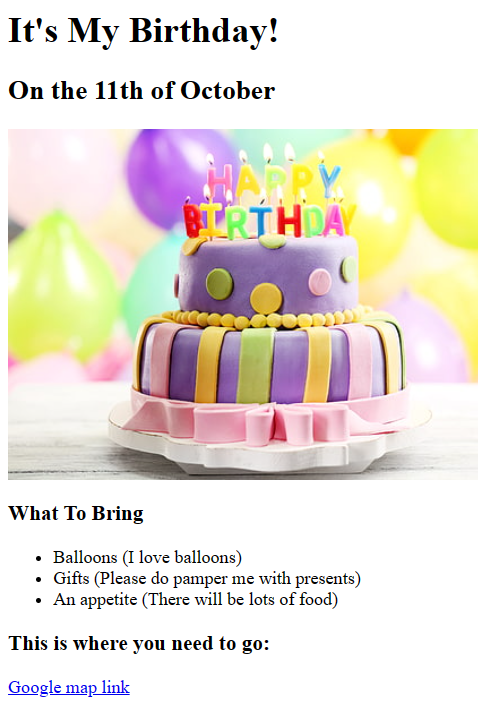 It's My Birthday!
On the 11th of October
HAPPY
BIRTHDAY
What To Bring
Balloons (I love balloons)
Gifts (Please do pamper me with presents)
An appetite (There will be lots of food)
This is where you need to go:
Google map link